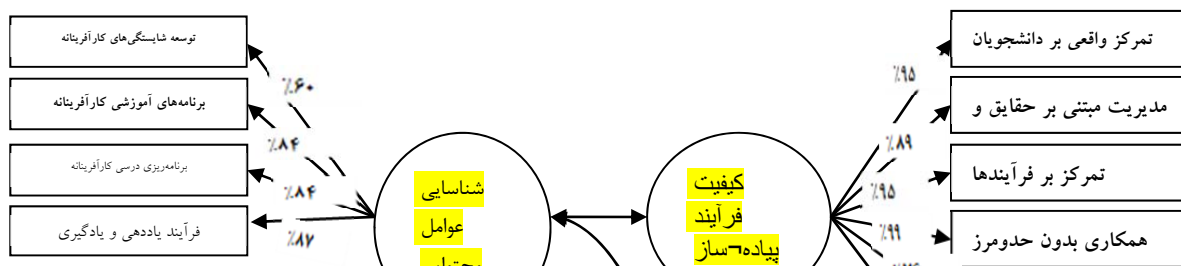 تمرکز واقعی بر دانشجویان
مدیریت مبتنی بر حقایق و
تمرکز بر فرآیندها
همکاری بدون حدومرز
٪۹۵
٪۸۹
٪۹۵
٪۹۹
کیفیت
فرآیند
پیاده¬ساز
شناسایی
عوامل
٪۶۰
٪۸۴
٪۸۴
٪۸۷
توسعه شایستگی‌های کارآفرینانه
برنامه‌های آموزشی کارآفرینانه
برنامه‌ریزی درسی کارآفرینانه
فرآیند یاددهی و یادگیری